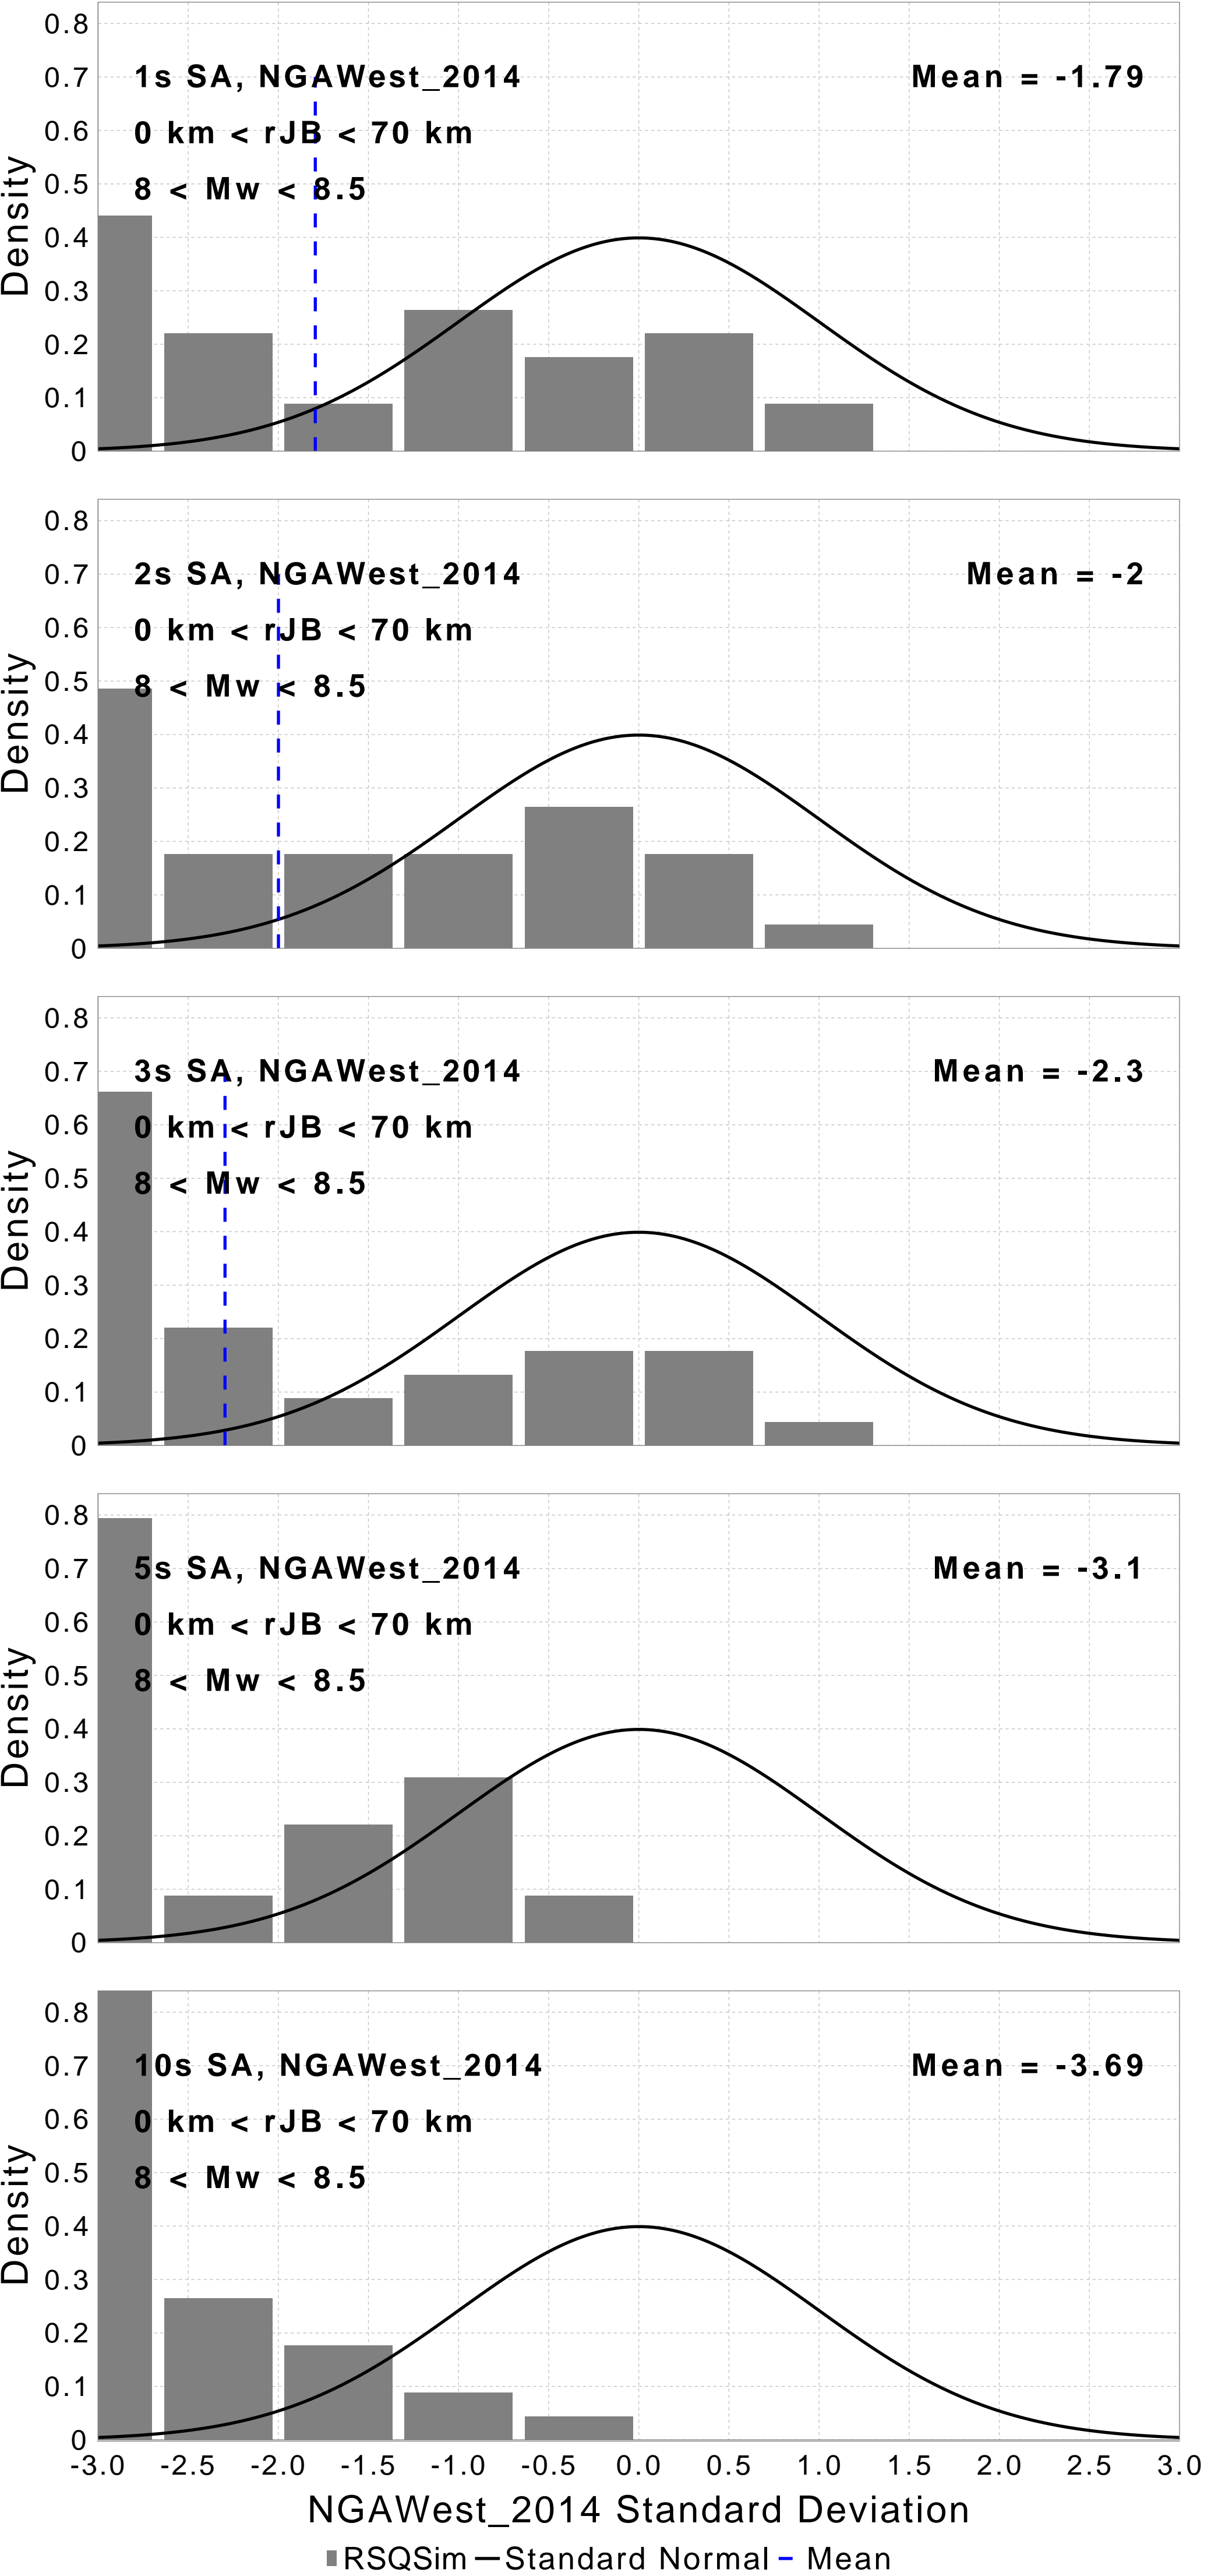 0.8
1s SA, NGAWest_2014 Mean = -1.79
0.7
0 km < rJB < 70 km
0.6
8 < Mw < 8.5
0.5
0.4
0.3
0.2
0.1
0
Density
0.8
2s SA, NGAWest_2014 Mean = -2
0.7
0 km < rJB < 70 km
0.6
8 < Mw < 8.5
0.5
0.4
0.3
0.2
0.1
0
Density
0.8
3s SA, NGAWest_2014 Mean = -2.3
0.7
0 km < rJB < 70 km
0.6
8 < Mw < 8.5
0.5
0.4
0.3
0.2
0.1
0
Density
0.8
5s SA, NGAWest_2014 Mean = -3.1
0.7
0 km < rJB < 70 km
0.6
8 < Mw < 8.5
0.5
0.4
0.3
0.2
0.1
0
Density
0.8
10s SA, NGAWest_2014 Mean = -3.69
0.7
0 km < rJB < 70 km
0.6
8 < Mw < 8.5
0.5
0.4
0.3
0.2
0.1
0
Density
-3.0 -2.5 -2.0 -1.5 -1.0 -0.5 0.0 0.5 1.0 1.5 2.0 2.5 3.0
NGAWest_2014 Standard Deviation
RSQSim Standard Normal Mean